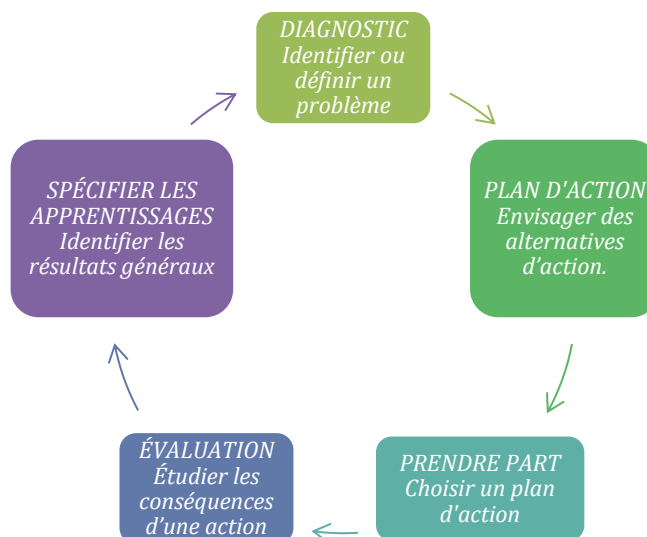 DIAGNOSTIC
Identifier ou
définir un
problème
PLAN D'ACTION
Envisager des
alternatives
d’action.
PRENDRE PART
Choisir un plan
d'action
ÉVALUATION
Étudier les
conséquences
d’une action
SPÉCIFIER LES
APPRENTISSAGES
Identifier les
résultats généraux